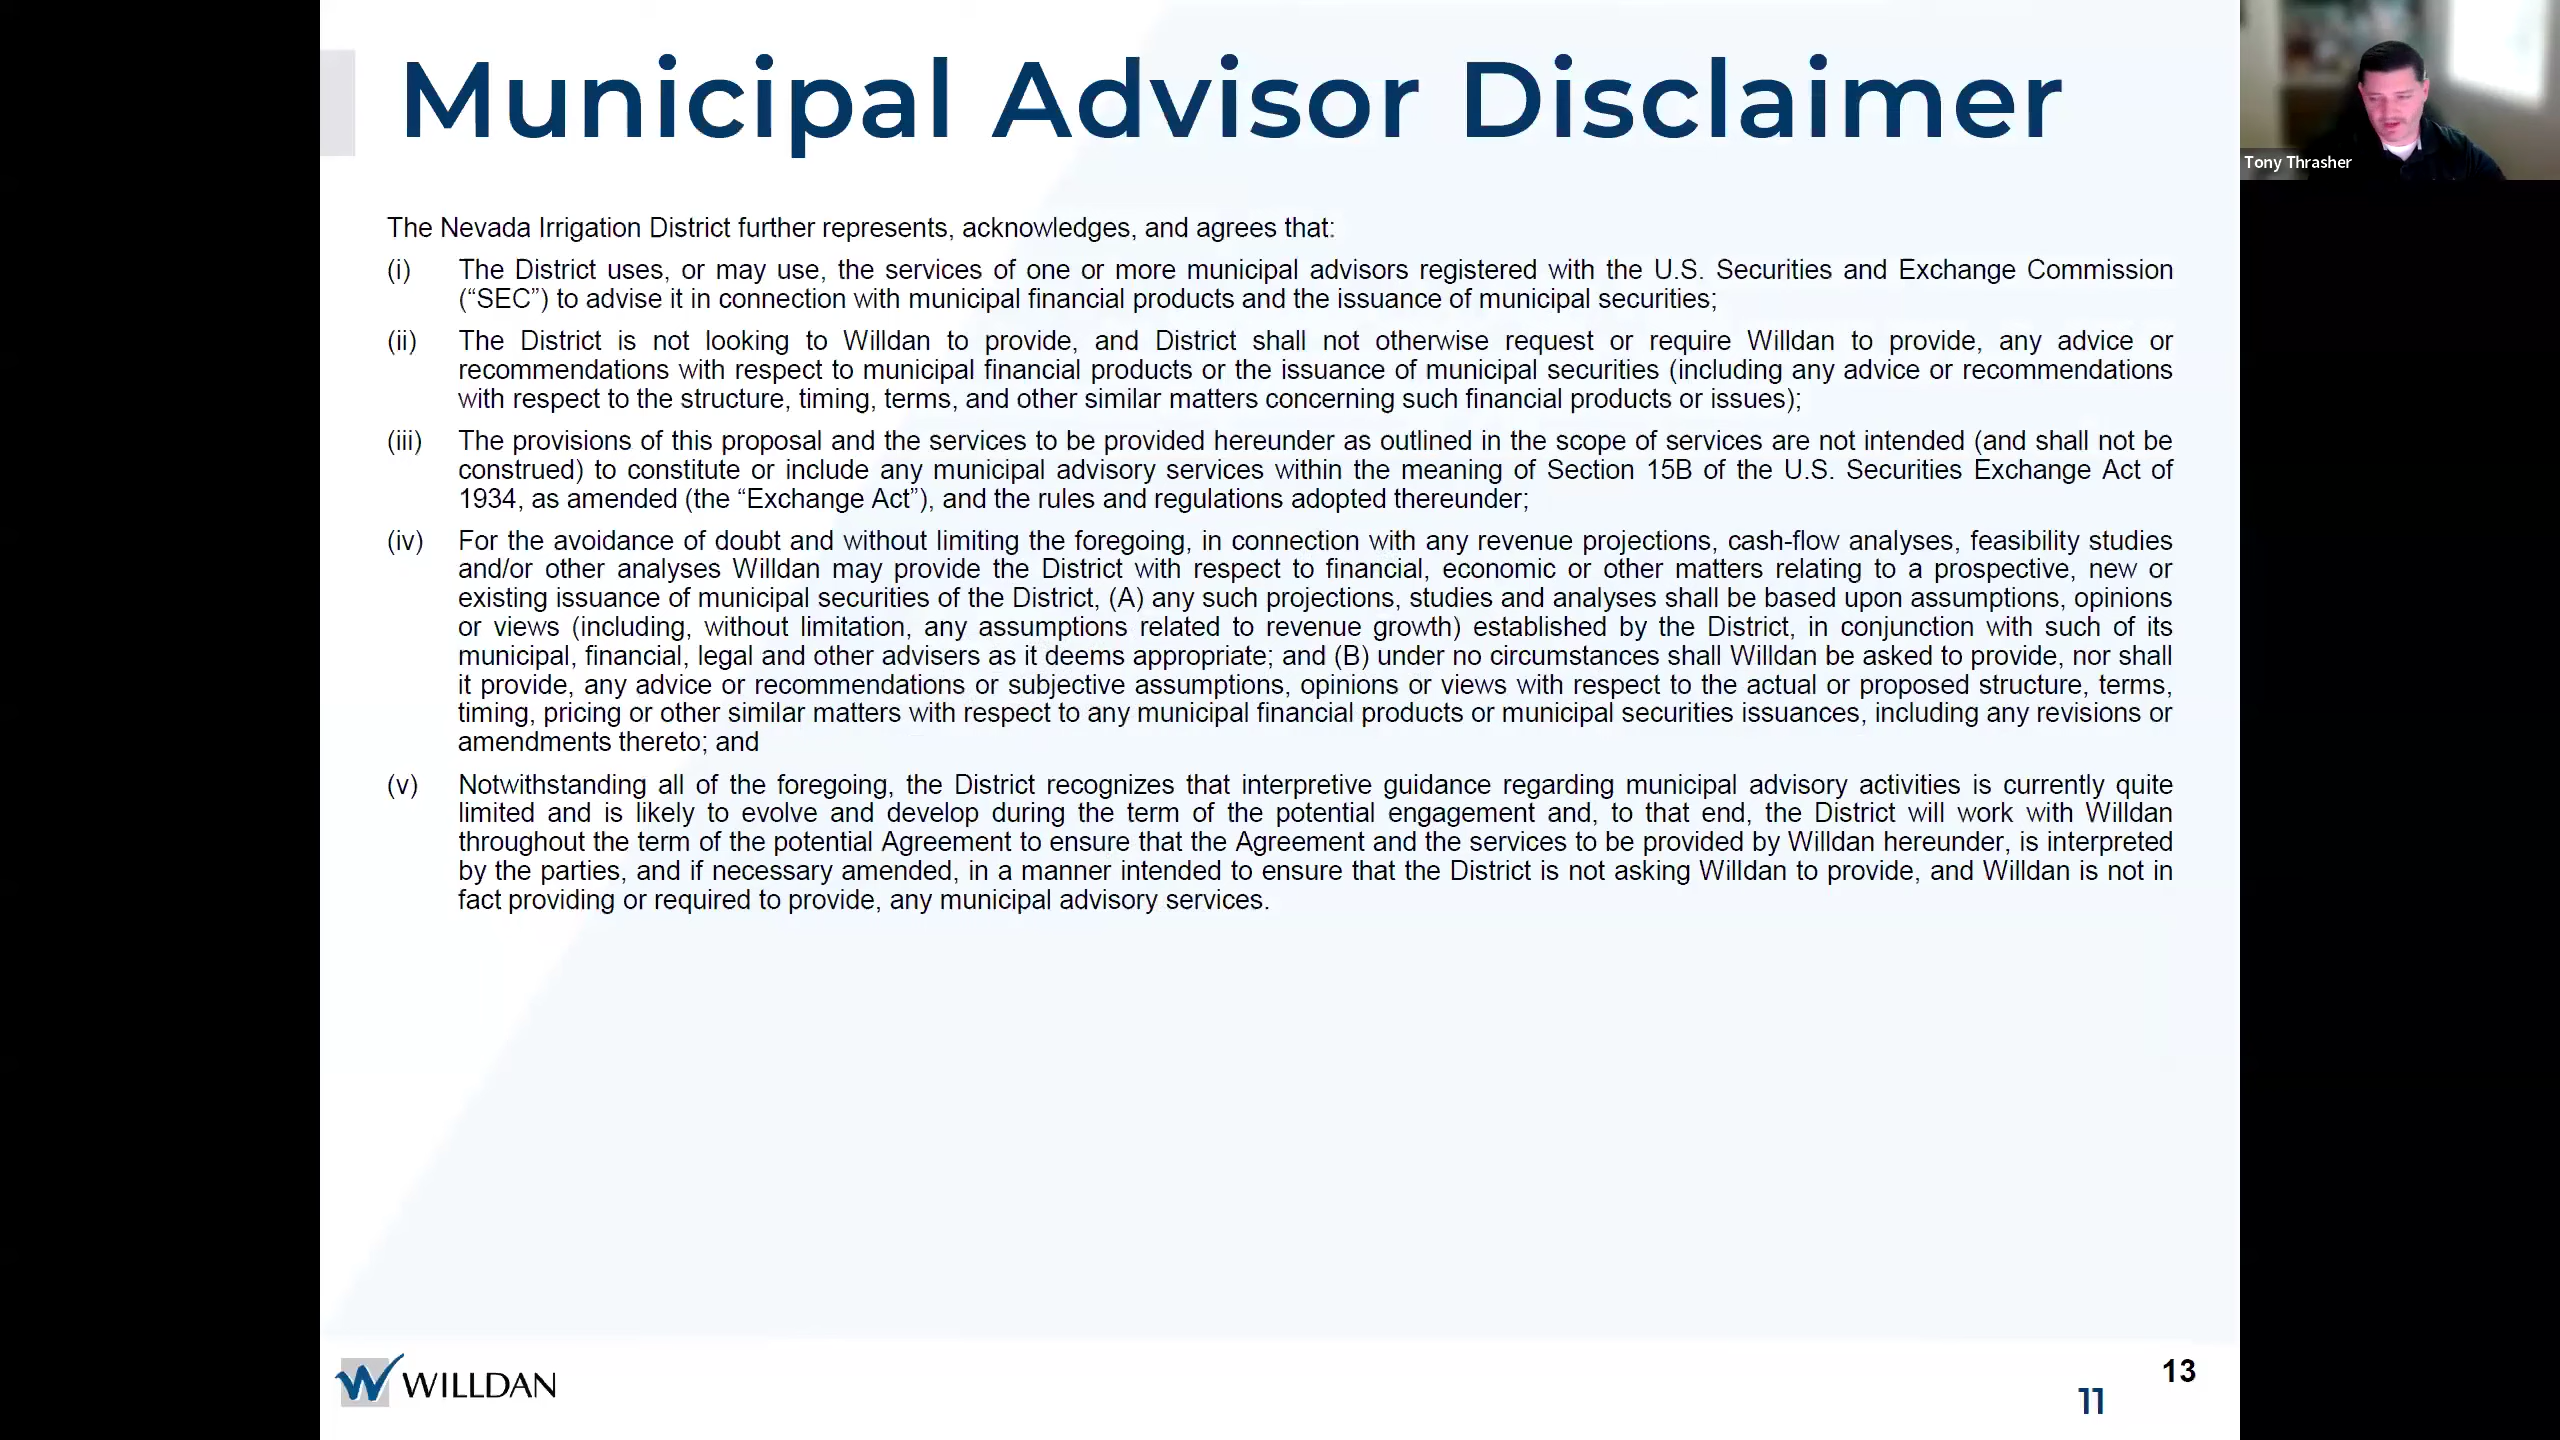 Municipal Advisor Disclaimer
Tony Thrasher
The Nevada Irrigation District further represents, acknowledges, and agrees that:
(i) The District uses, or may use, the services of one or more municipal advisors registered with the U.S. Securities and Exchange Commission
(“SEC”) to advise it in connection with municipal financial products and the issuance of municipal securities;
(ii) The District is not looking to Willdan to provide, and District shall not otherwise request or require Willdan to provide, any advice or
recommendations with respect to municipal financial products or the issuance of municipal securities (including any advice or recommendations
with respect to the structure, timing, terms, and other similar matters concerning such financial products or issues);
(iii) The provisions of this proposal and the services to be provided hereunder as outlined in the scope of services are not intended (and shall not be
construed) to constitute or include any municipal advisory services within the meaning of Section 15B of the U.S. Securities Exchange Act of
1934, as amended (the “Exchange Act”), and the rules and regulations adopted thereunder;
(iv) For the avoidance of doubt and without limiting the foregoing, in connection with any revenue projections, cash-flow analyses, feasibility studies
and/or other analyses Willdan may provide the District with respect to financial, economic or other matters relating to a prospective, new or
existing issuance of municipal securities of the District, (A) any such projections, studies and analyses shall be based upon assumptions, opinions
or views (including, without limitation, any assumptions related to revenue growth) established by the District, in conjunction with such of its
municipal, financial, legal and other advisers as it deems appropriate; and (B) under no circumstances shall Willdan be asked to provide, nor shall
it provide, any advice or recommendations or subjective assumptions, opinions or views with respect to the actual or proposed structure, terms,
timing, pricing or other similar matters with respect to any municipal financial products or municipal securities issuances, including any revisions or
amendments thereto; and
(v) Notwithstanding all of the foregoing, the District recognizes that interpretive guidance regarding municipal advisory activities is currently quite
limited and is likely to evolve and develop during the term of the potential engagement and, to that end, the District will work with Willdan
throughout the term of the potential Agreement to ensure that the Agreement and the services to be provided by Willdan hereunder, is interpreted
by the parties, and if necessary amended, in a manner intended to ensure that the District is not asking Willdan to provide, and Willdan is not in
fact providing or required to provide, any municipal advisory services.
WILLDAN
13
11